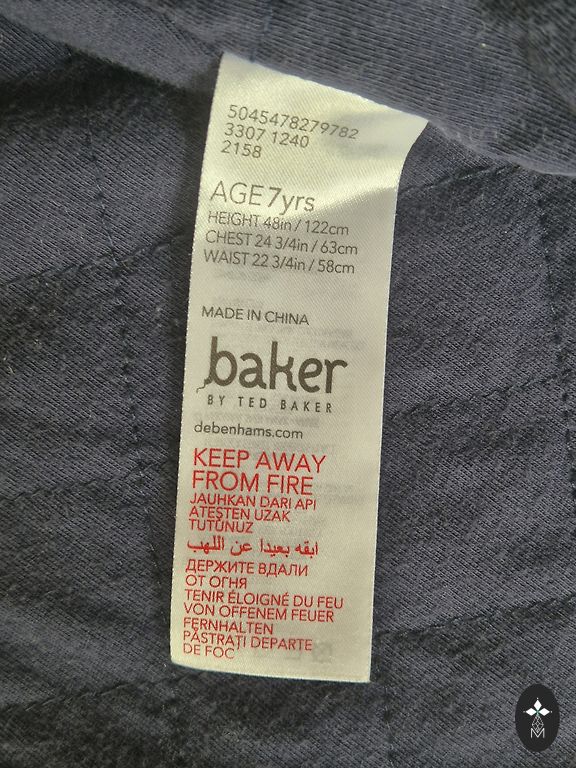 5045478279782
3307 1240
2158
AGE 7yrs
HEIGHT 48in / 122cm
CHEST 24 3/4in / 63cm
WAIST 22 3/4in / 58cm
MADE IN CHINA
baker
BY TED BAKER
debenhams.com
KEEP AWAY
FROM FIRE
JAUHKAN DARI API
ATEŞTEN UZAK
TUTUNUZ
ابقه بعيدا عن اللهب
ДЕРЖИТЕ ВДАЛИ
ОТ ОГНЯ
TENIR ÉLOIGNÉ DU FEU
VON OFFENEM FEUER
FERNHALTEN
PĂSTRAŢI DEPARTE
DE FOC
M